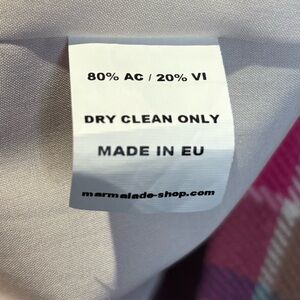 80% AC / 20% VI
DRY CLEAN ONLY
MADE IN EU
marmalade-shop.com